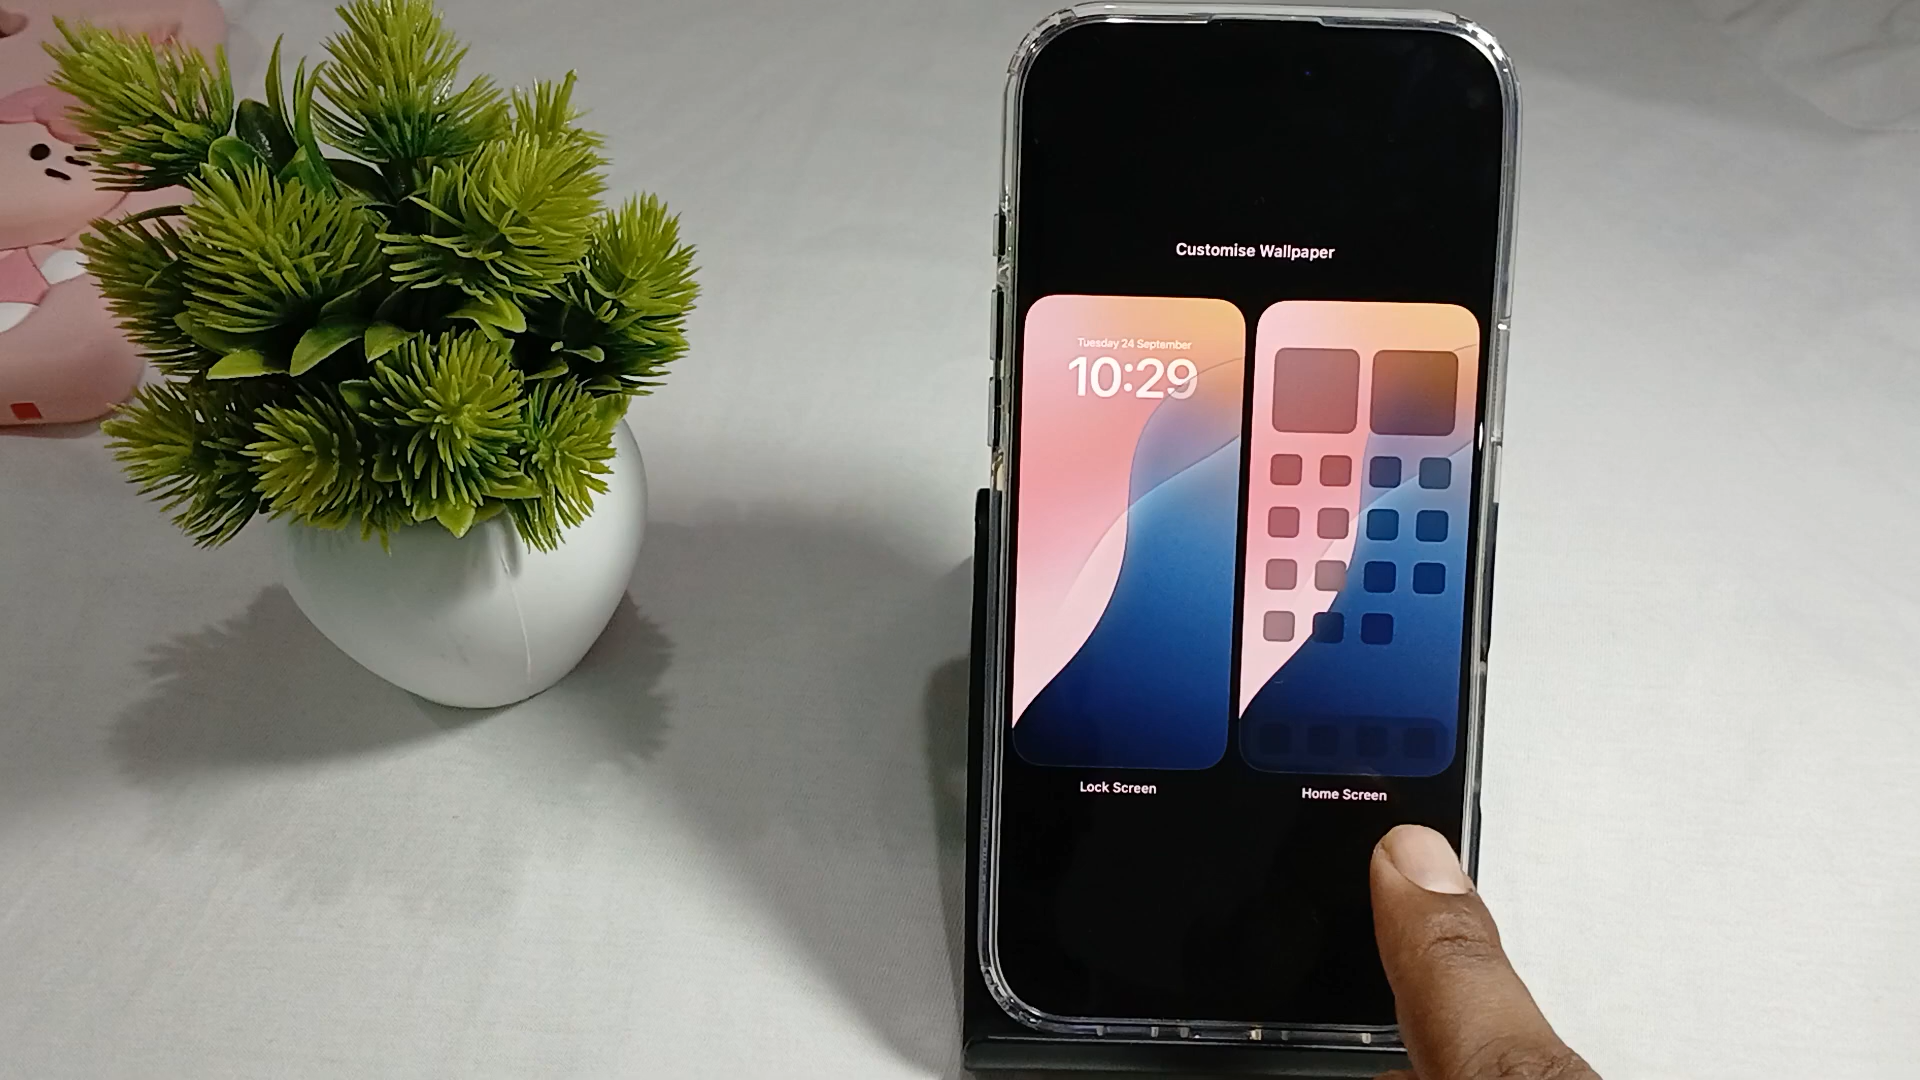 Customise Wallpaper
Tuesday 24 September
10:29
Lock Screen
Home Screen